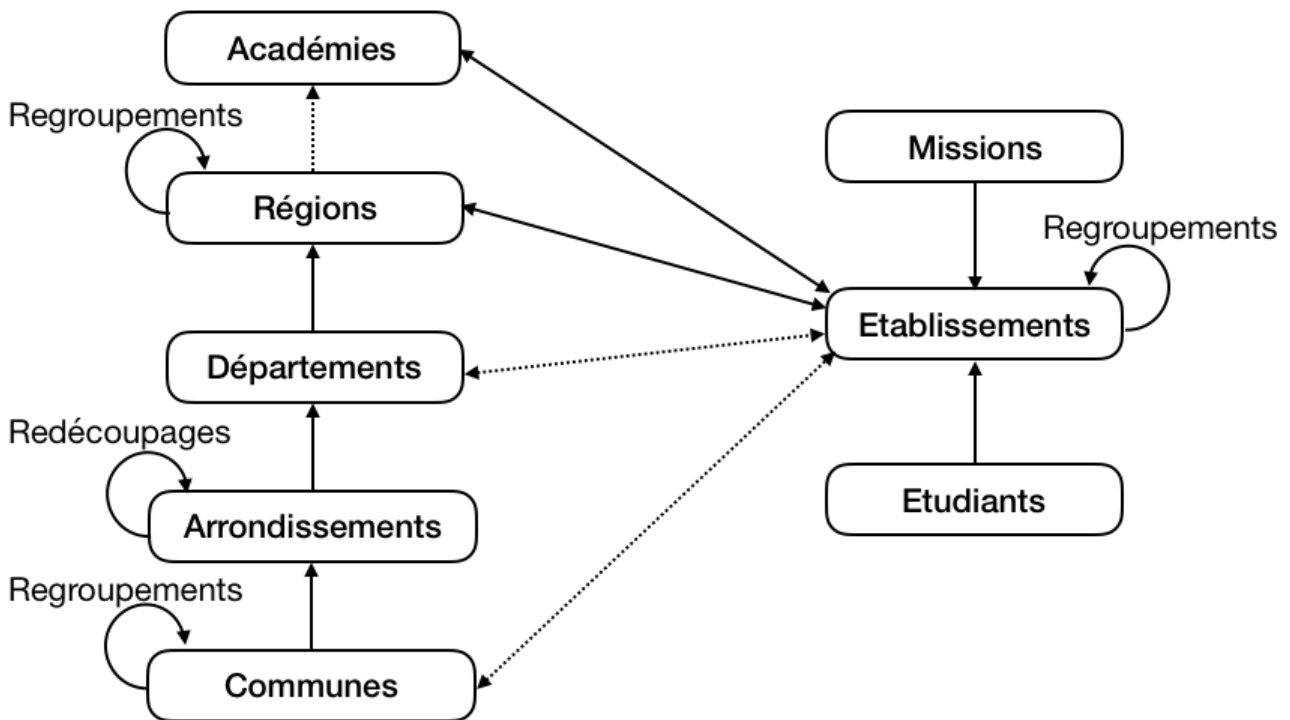 Académies
Regroupements
Missions
Régions
Regroupements
Etablissements
Départements
Redécoupages
Etudiants
Arrondissements
Regroupements
Communes